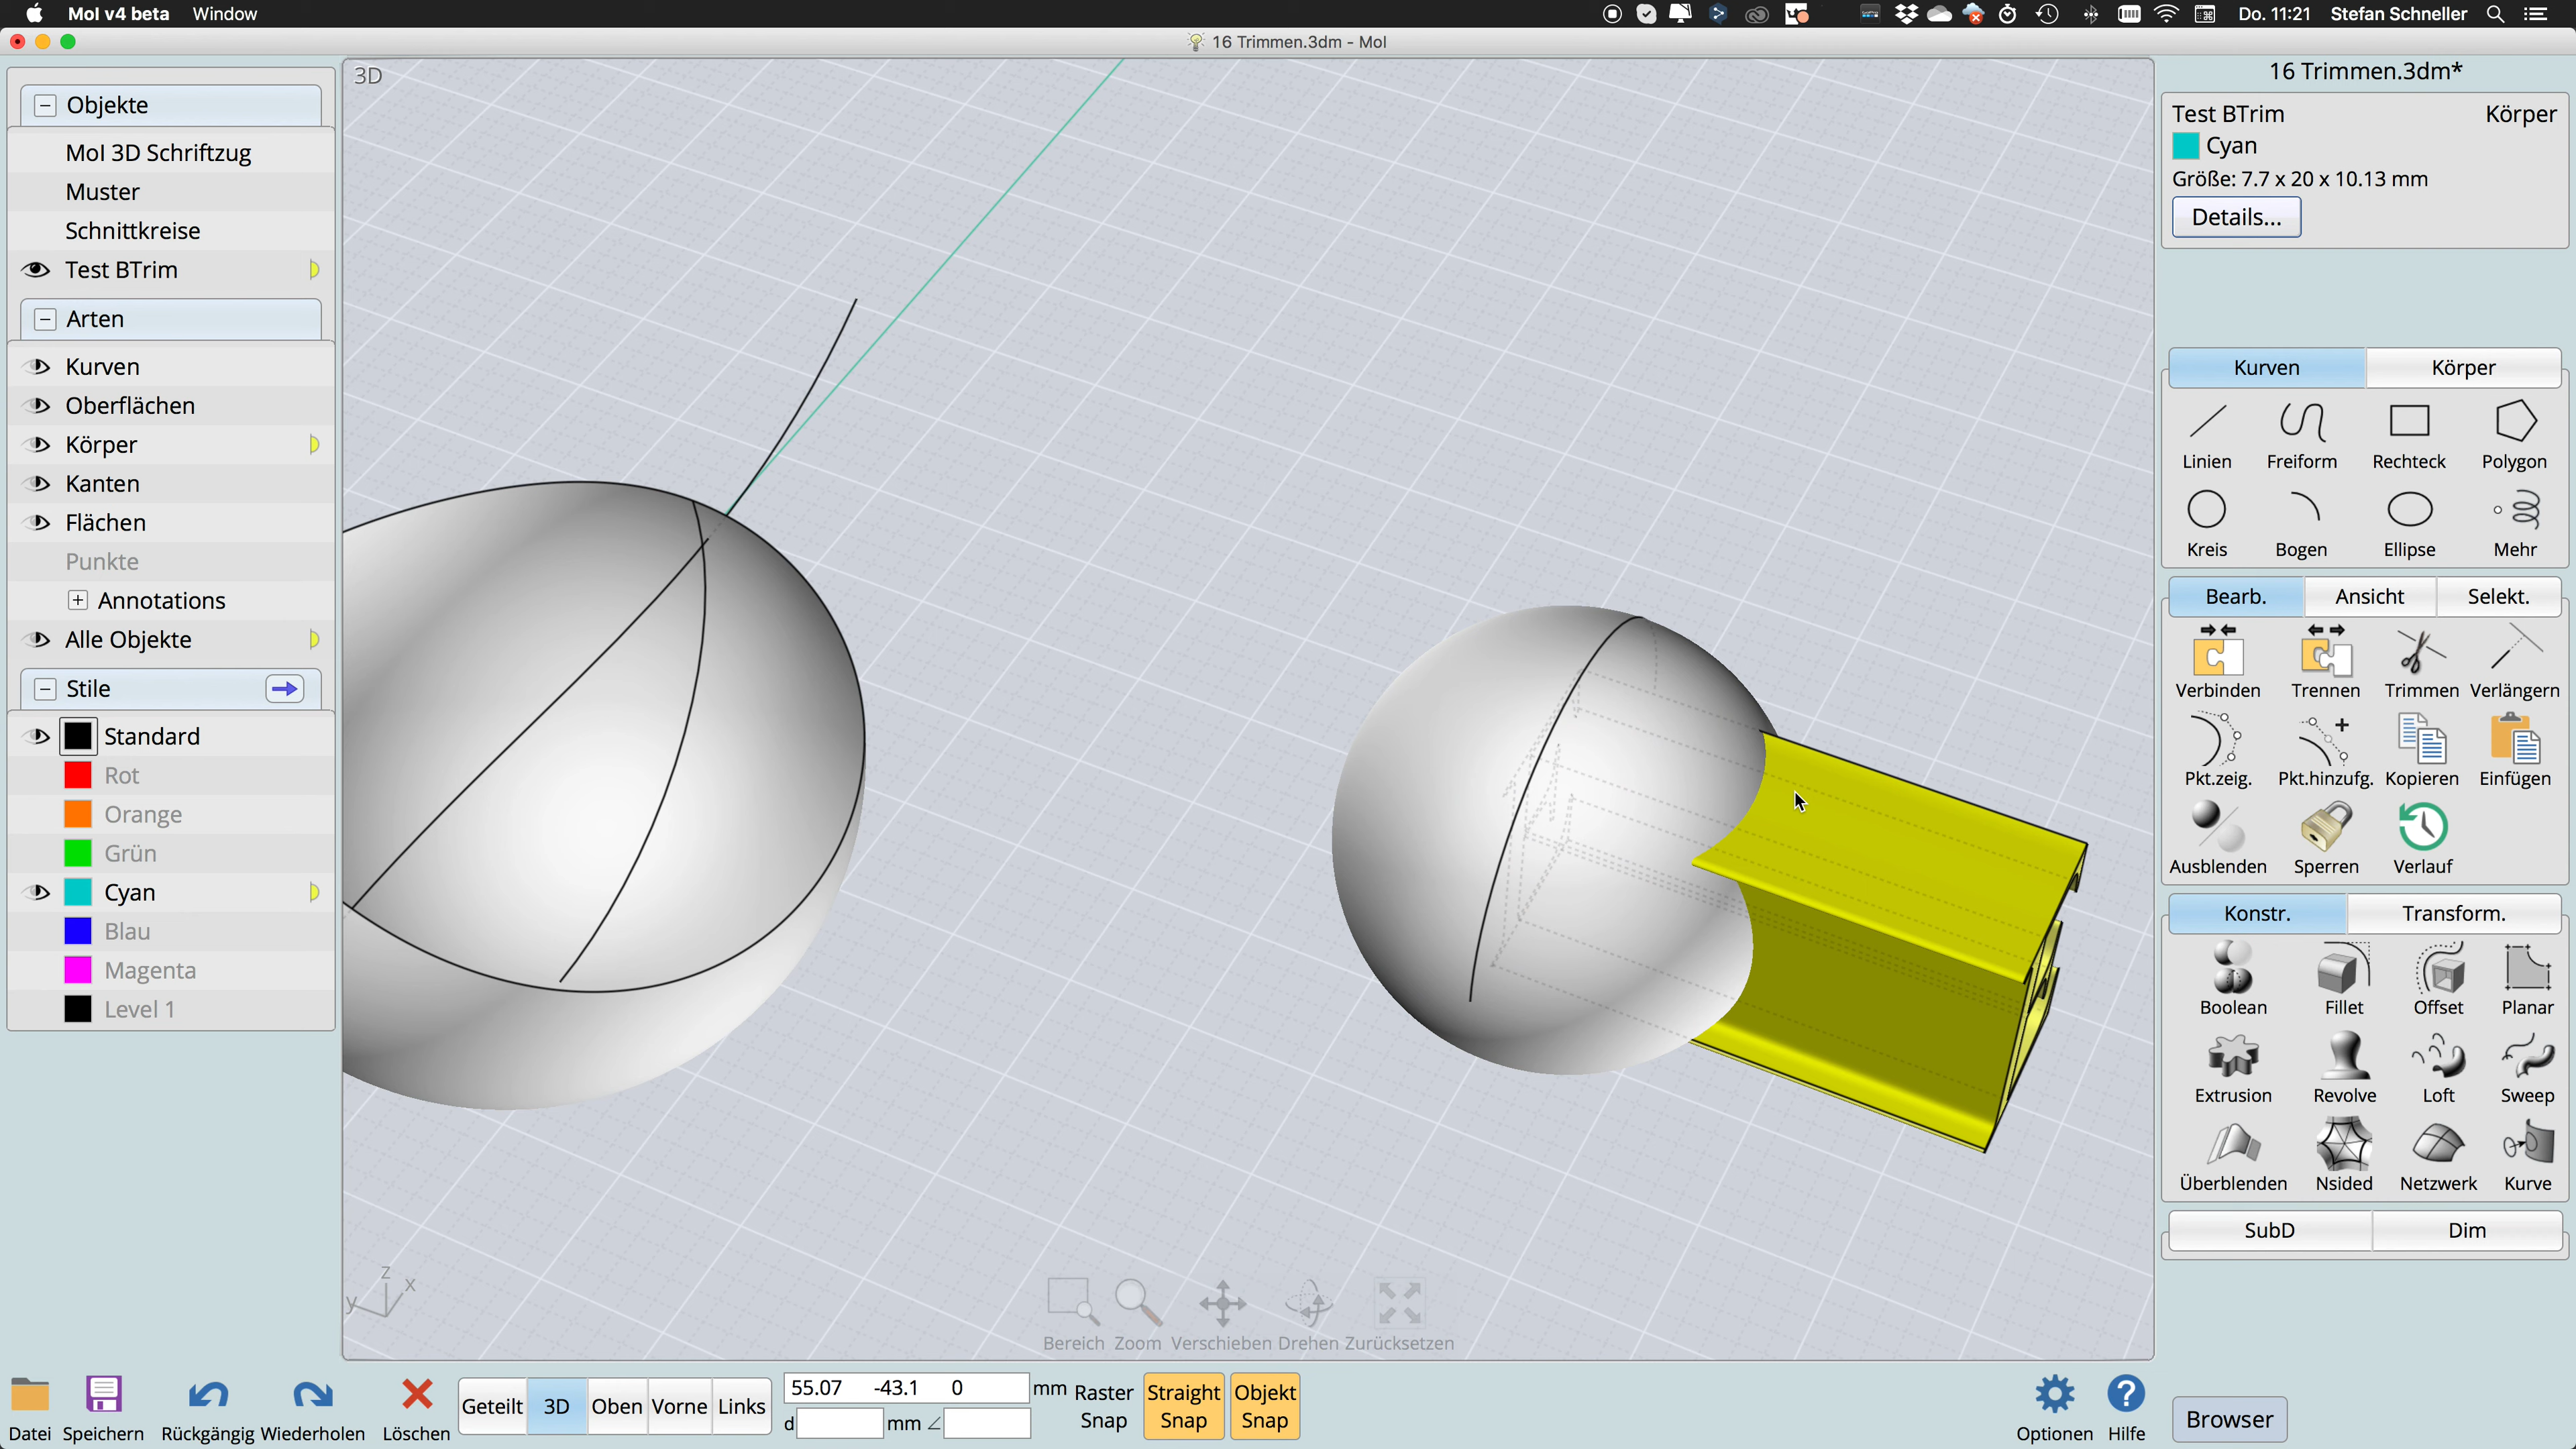 MoI v4 beta Window
Do. 11:21 Stefan Schneller
16 Trimmen.3dm - MoI
3D
Objekte
MoI 3D Schriftzug
Muster
Schnittkreise
Test BTrim
Arten
Kurven
Oberflächen
Körper
Kanten
Flächen
Punkte
Annotations
Alle Objekte
Stile
Standard
Rot
Orange
Grün
Cyan
Blau
Magenta
Level 1
z
x
y
Bereich Zoom Verschieben Drehen Zurücksetzen
16 Trimmen.3dm*
Test BTrim Körper
Cyan
Größe: 7.7 x 20 x 10.13 mm
Details...
Kurven Körper
Linien Freiform Rechteck Polygon
Kreis Bogen Ellipse Mehr
Bearb. Ansicht Selekt.
Verbinden Trennen Trimmen Verlängern
Pkt.zeig. Pkt.hinzufg. Kopieren Einfügen
Ausblenden Sperren Verlauf
Konstr. Transform.
Boolean Fillet Offset Planar
Extrusion Revolve Loft Sweep
Überblenden Nsided Netzwerk Kurve
SubD Dim
Datei Speichern Rückgängig Wiederholen Löschen
Geteilt 3D Oben Vorne Links
55.07 -43.1 0 mm
d mm ∠
Raster Snap
Straight Snap
Objekt Snap
Optionen Hilfe
Browser